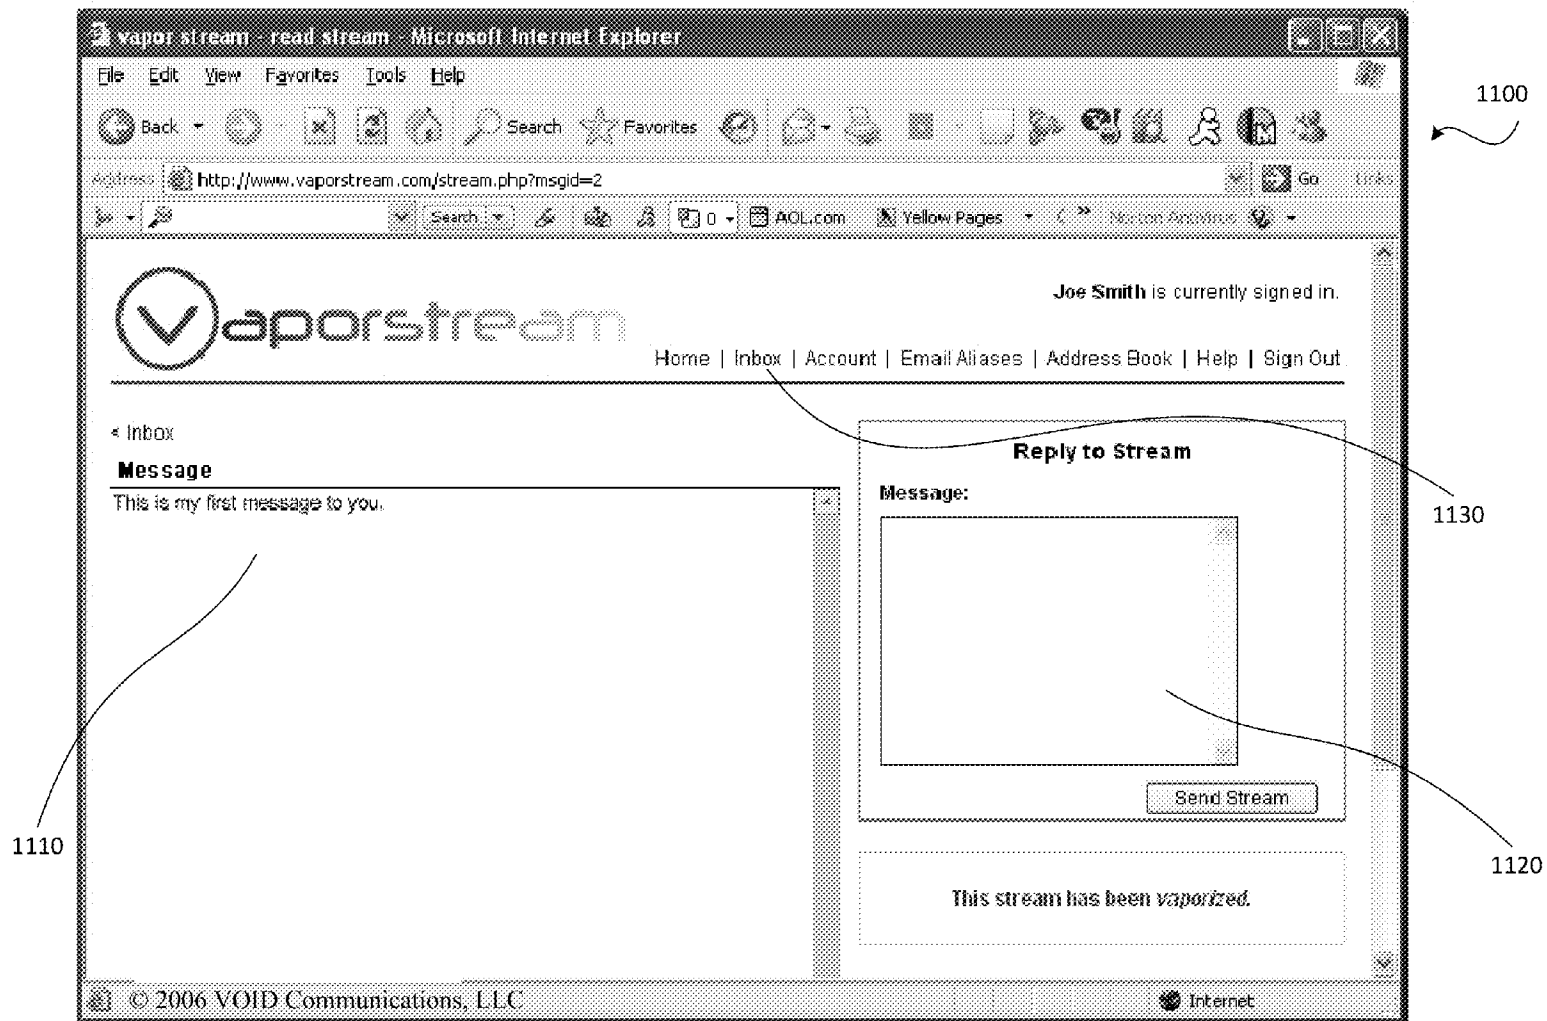 vapor stream - read stream - Microsoft Internet Explorer
File Edit View Favorites Tools Help
1100
Back Search Favorites
Address http://www.vaporstream.com/stream.php?msgid=2 Go Links
Search 0 AOL.com Yellow Pages » Norton AntiVirus
Joe Smith is currently signed in.
Vaporstream
Home | Inbox | Account | Email Aliases | Address Book | Help | Sign Out
< Inbox
Message
This is my first message to you.
Reply to Stream
Message:
1130
Send Stream
1110
1120
This stream has been vaporized.
© 2006 VOID Communications, LLC
Internet